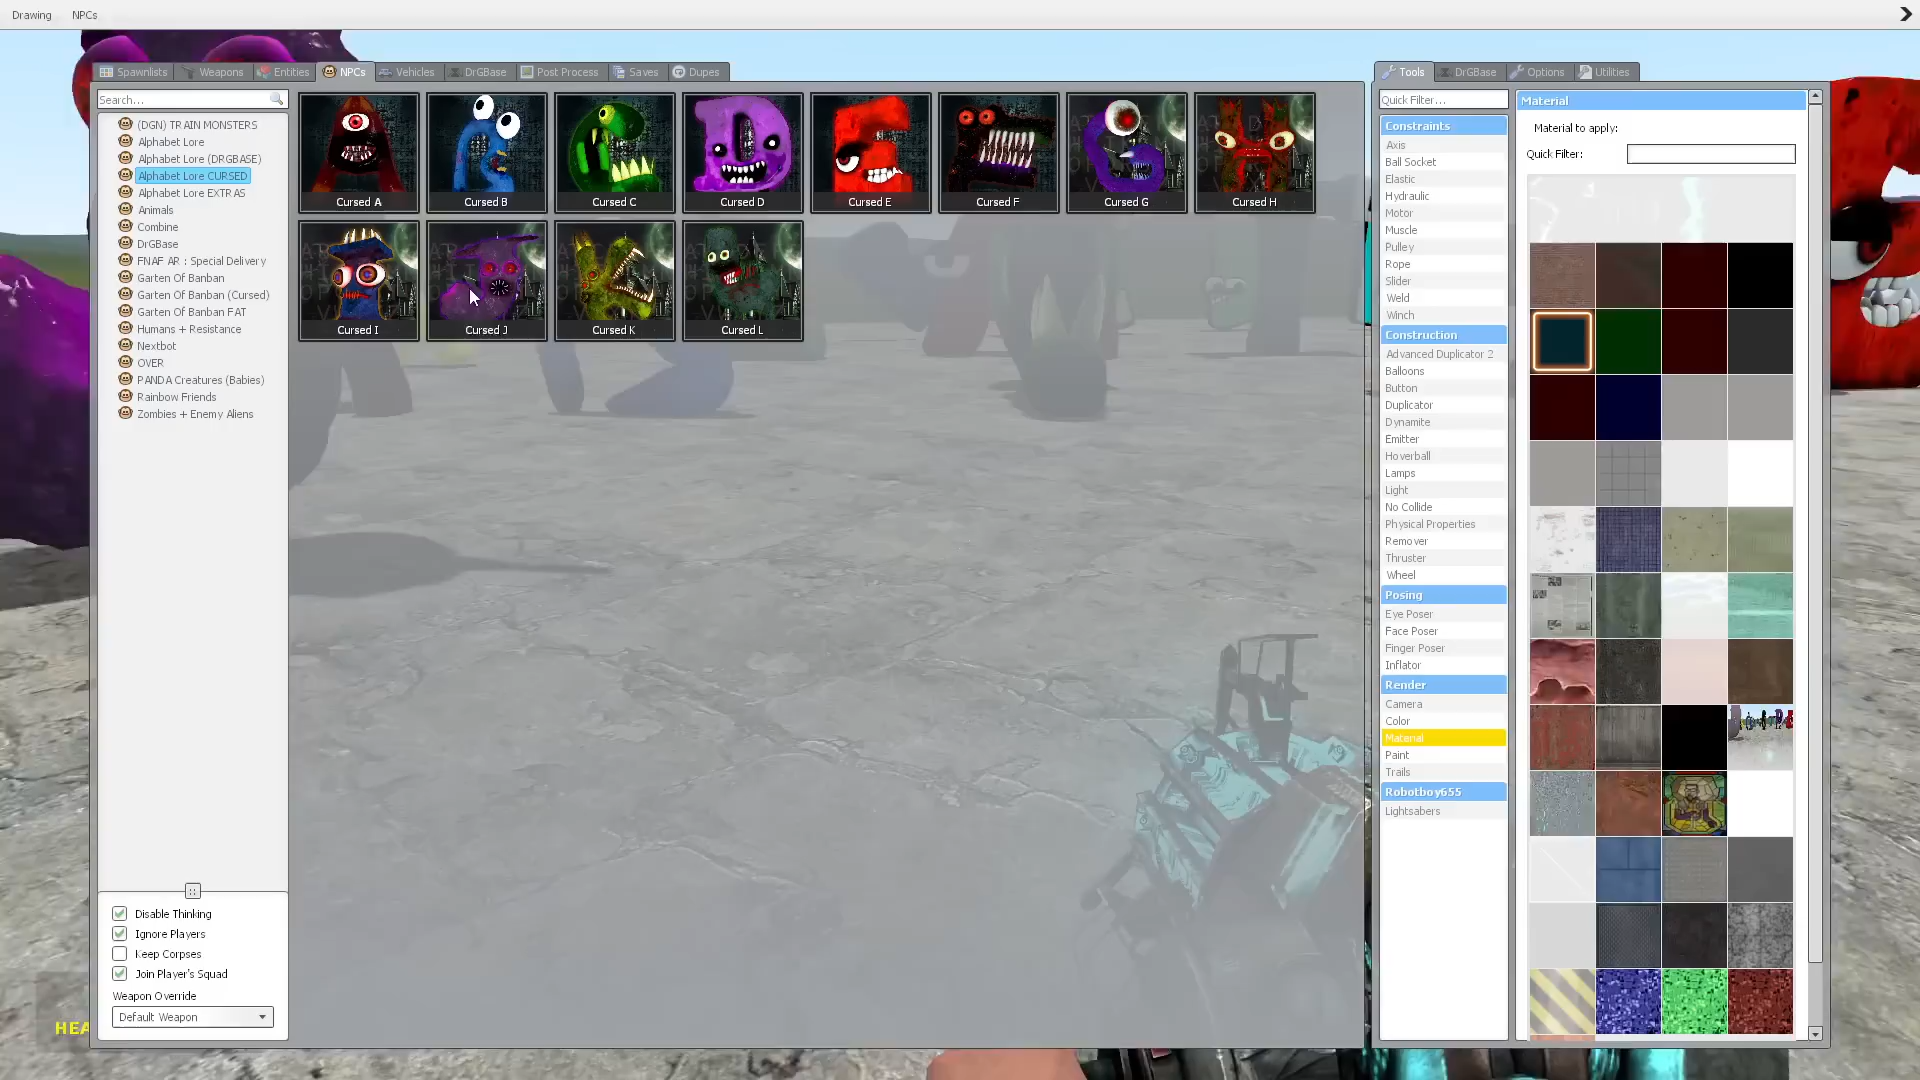 Drawing NPCs
Spawnlists Weapons Entities NPCs Vehicles DrGBase Post Process Saves Dupes
Search...
(DGN) TRAIN MONSTERS
Alphabet Lore
Alphabet Lore (DRGBASE)
Alphabet Lore CURSED
Alphabet Lore EXTRAS
Animals
Combine
DrGBase
FNAF AR : Special Delivery
Garten Of Banban
Garten Of Banban (Cursed)
Garten Of Banban FAT
Humans + Resistance
Nextbot
OVER
PANDA Creatures (Babies)
Rainbow Friends
Zombies + Enemy Aliens
Disable Thinking
Ignore Players
Keep Corpses
Join Player's Squad
Weapon Override
Default Weapon
HEA
Cursed A
Cursed B
Cursed C
Cursed D
Cursed E
Cursed F
Cursed G
Cursed H
Cursed I
Cursed J
Cursed K
Cursed L
Tools DrGBase Options Utilities
Quick Filter...
Constraints
Axis
Ball Socket
Elastic
Hydraulic
Motor
Muscle
Pulley
Rope
Slider
Weld
Winch
Construction
Advanced Duplicator 2
Balloons
Button
Duplicator
Dynamite
Emitter
Hoverball
Lamps
Light
No Collide
Physical Properties
Remover
Thruster
Wheel
Posing
Eye Poser
Face Poser
Finger Poser
Inflator
Render
Camera
Color
Material
Paint
Trails
Robotboy655
Lightsabers
Material
Material to apply:
Quick Filter: